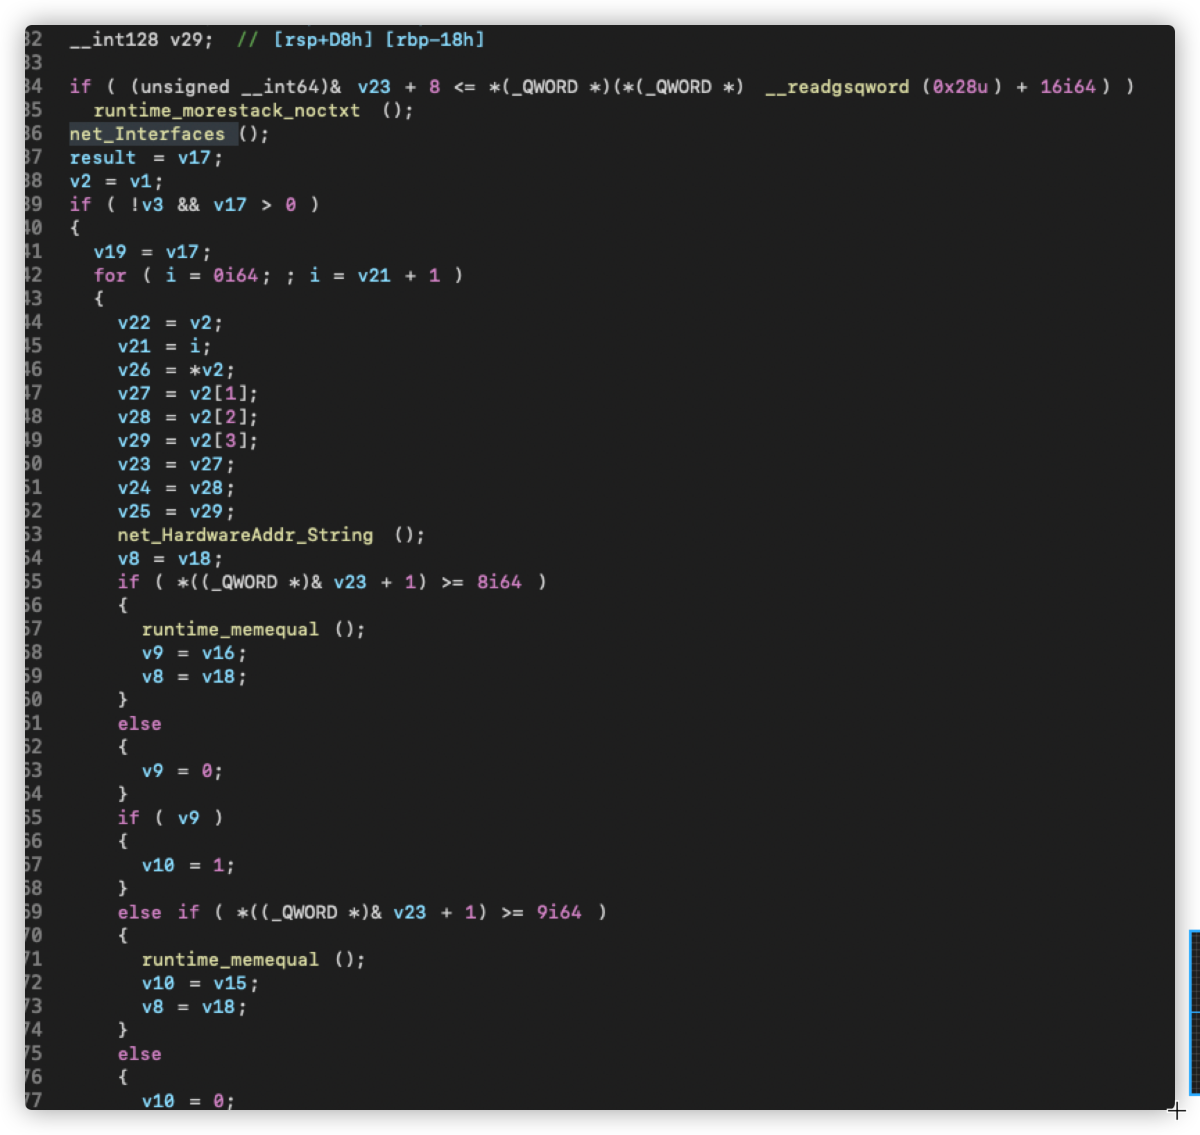 32 __int128 v29; // [rsp+D8h] [rbp-18h]
33
34 if ( (unsigned __int64)& v23 + 8 <= *(_QWORD *)(*(_QWORD *) __readgsqword (0x28u) + 16i64) )
35 runtime_morestack_noctxt ();
36 net_Interfaces ();
37 result = v17;
38 v2 = v1;
39 if ( !v3 && v17 > 0 )
40 {
41 v19 = v17;
42 for ( i = 0i64; ; i = v21 + 1 )
43 {
44 v22 = v2;
45 v21 = i;
46 v26 = *v2;
47 v27 = v2[1];
48 v28 = v2[2];
49 v29 = v2[3];
50 v23 = v27;
51 v24 = v28;
52 v25 = v29;
53 net_HardwareAddr_String ();
54 v8 = v18;
55 if ( *((_QWORD *)& v23 + 1) >= 8i64 )
56 {
57 runtime_memequal ();
58 v9 = v16;
59 v8 = v18;
60 }
61 else
62 {
63 v9 = 0;
64 }
65 if ( v9 )
66 {
67 v10 = 1;
68 }
69 else if ( *((_QWORD *)& v23 + 1) >= 9i64 )
70 {
71 runtime_memequal ();
72 v10 = v15;
73 v8 = v18;
74 }
75 else
76 {
77 v10 = 0;